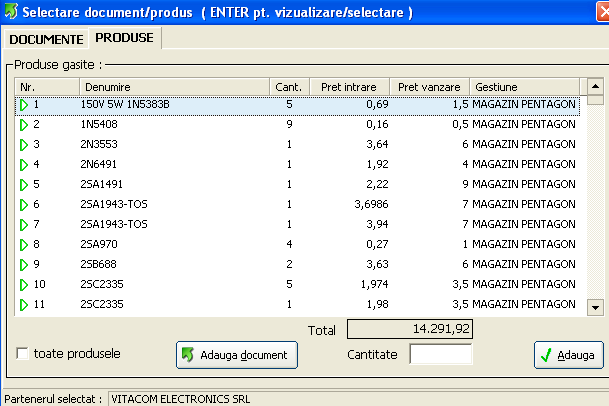 Selectare document/produs ( ENTER pt. vizualizare/selectare )
DOCUMENTE PRODUSE
Produse gasite :
Nr. Denumire Cant. Pret intrare Pret vanzare Gestiune
1 150V 5W 1N5383B 5 0,69 1,5 MAGAZIN PENTAGON
2 1N5408 9 0,16 0,5 MAGAZIN PENTAGON
3 2N3553 1 3,64 6 MAGAZIN PENTAGON
4 2N6491 1 1,92 4 MAGAZIN PENTAGON
5 2SA1491 1 2,22 9 MAGAZIN PENTAGON
6 2SA1943-TOS 1 3,6986 7 MAGAZIN PENTAGON
7 2SA1943-TOS 1 3,94 7 MAGAZIN PENTAGON
8 2SA970 4 0,27 1 MAGAZIN PENTAGON
9 2SB688 2 3,63 6 MAGAZIN PENTAGON
10 2SC2335 5 1,974 3,5 MAGAZIN PENTAGON
11 2SC2335 1 1,98 3,5 MAGAZIN PENTAGON
Total 14.291,92
toate produsele Adauga document Cantitate Adauga
Partenerul selectat : VITACOM ELECTRONICS SRL